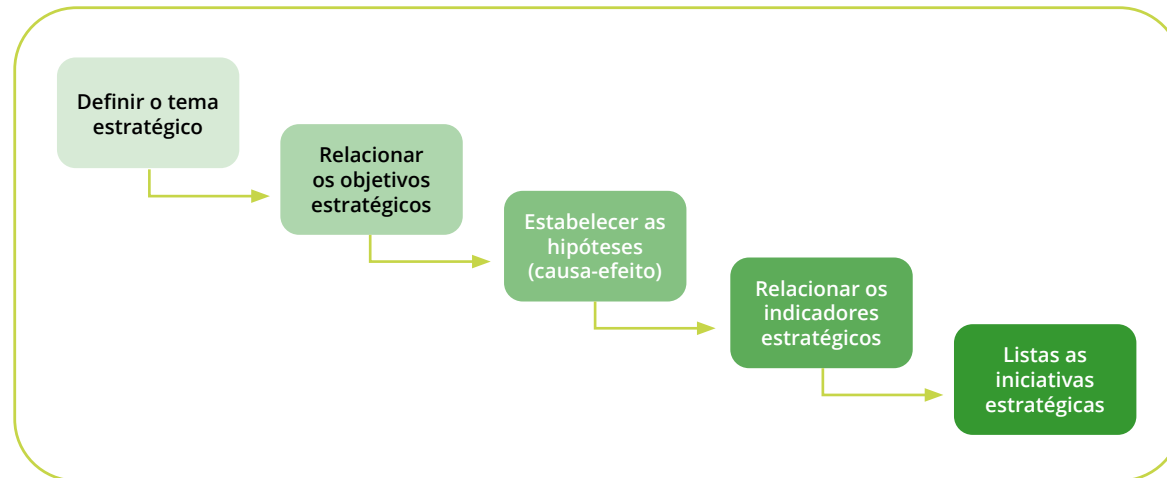 Definir o tema
estratégico
Relacionar
os objetivos
estratégicos
Estabelecer as
hipóteses
(causa-efeito)
Relacionar os
indicadores
estratégicos
Listas as
iniciativas
estratégicas